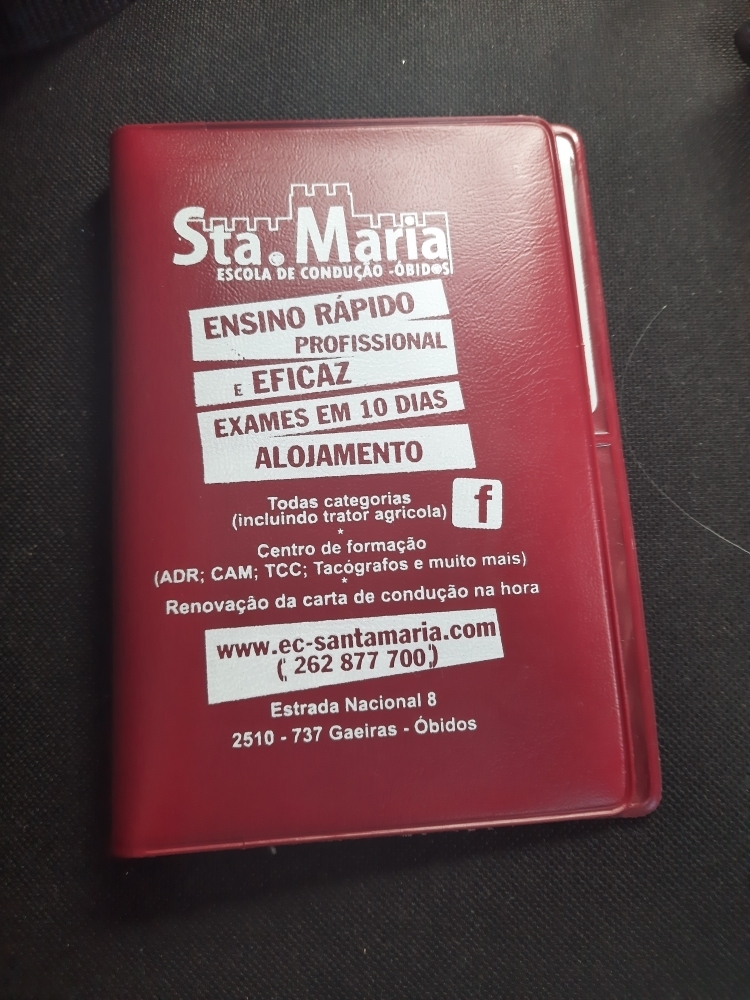 Sta. Maria
ESCOLA DE CONDUÇÃO - ÓBIDOS
ENSINO RÁPIDO
PROFISSIONAL
E EFICAZ
EXAMES EM 10 DIAS
ALOJAMENTO
Todas categorias
(incluindo trator agricola)
f
*
Centro de formação
(ADR; CAM; TCC; Tacógrafos e muito mais)
*
Renovação da carta de condução na hora
www.ec-santamaria.com
( 262 877 700 )
Estrada Nacional 8
2510 - 737 Gaeiras - Óbidos